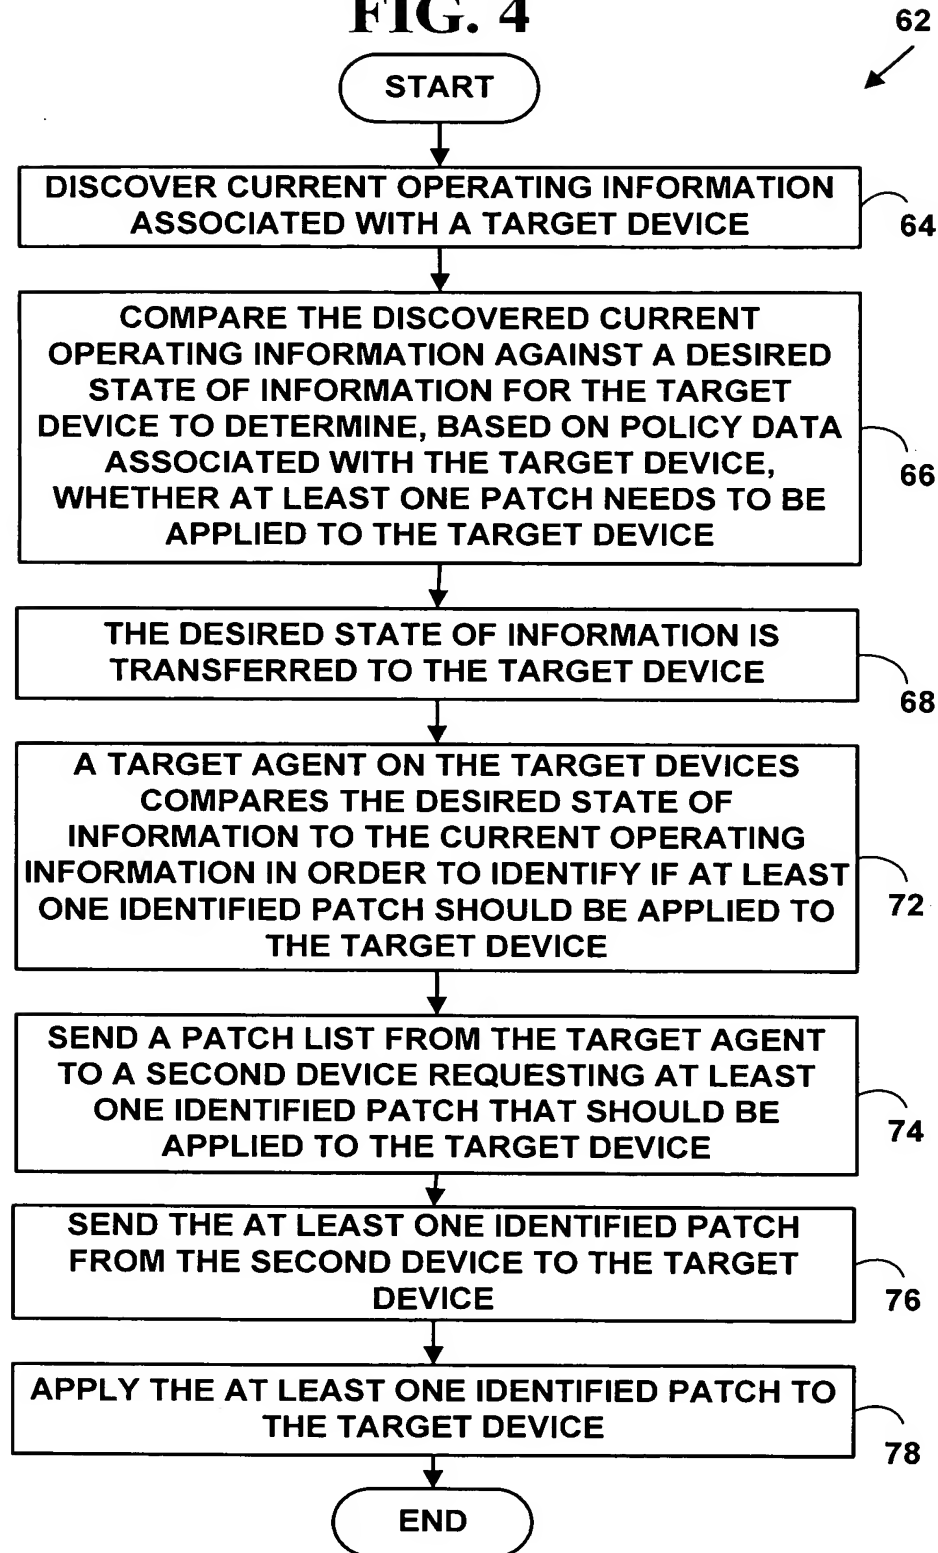 FIG. 4
62
START
DISCOVER CURRENT OPERATING INFORMATION
ASSOCIATED WITH A TARGET DEVICE
64
COMPARE THE DISCOVERED CURRENT
OPERATING INFORMATION AGAINST A DESIRED
STATE OF INFORMATION FOR THE TARGET
DEVICE TO DETERMINE, BASED ON POLICY DATA
ASSOCIATED WITH THE TARGET DEVICE,
WHETHER AT LEAST ONE PATCH NEEDS TO BE
APPLIED TO THE TARGET DEVICE
66
THE DESIRED STATE OF INFORMATION IS
TRANSFERRED TO THE TARGET DEVICE
68
A TARGET AGENT ON THE TARGET DEVICES
COMPARES THE DESIRED STATE OF
INFORMATION TO THE CURRENT OPERATING
INFORMATION IN ORDER TO IDENTIFY IF AT LEAST
ONE IDENTIFIED PATCH SHOULD BE APPLIED TO
THE TARGET DEVICE
72
SEND A PATCH LIST FROM THE TARGET AGENT
TO A SECOND DEVICE REQUESTING AT LEAST
ONE IDENTIFIED PATCH THAT SHOULD BE
APPLIED TO THE TARGET DEVICE
74
SEND THE AT LEAST ONE IDENTIFIED PATCH
FROM THE SECOND DEVICE TO THE TARGET
DEVICE
76
APPLY THE AT LEAST ONE IDENTIFIED PATCH TO
THE TARGET DEVICE
78
END